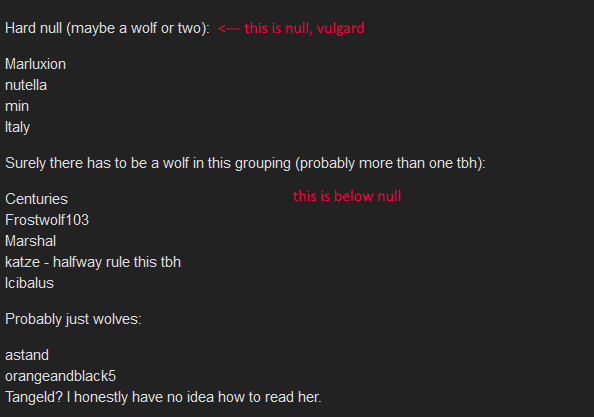 Hard null (maybe a wolf or two): <--- this is null, vulgard
Marluxion
nutella
min
Italy
Surely there has to be a wolf in this grouping (probably more than one tbh):
Centuries
this is below null
Frostwolf103
Marshal
katze - halfway rule this tbh
Icibalus
Probably just wolves:
astand
orangeandblack5
Tangeld? I honestly have no idea how to read her.